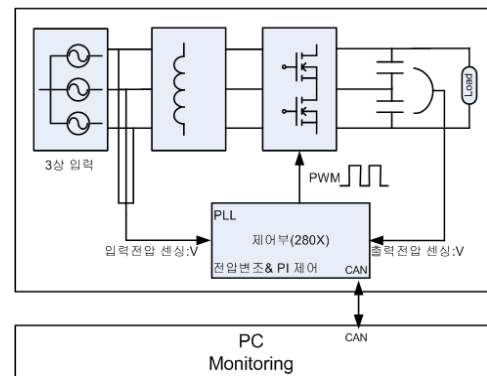 Load
3상 입력
PWM
PLL
제어부(280X)
입력전압 센싱:V
출력전압 센싱:V
전압변조& PI 제어
CAN
PC
CAN
Monitoring